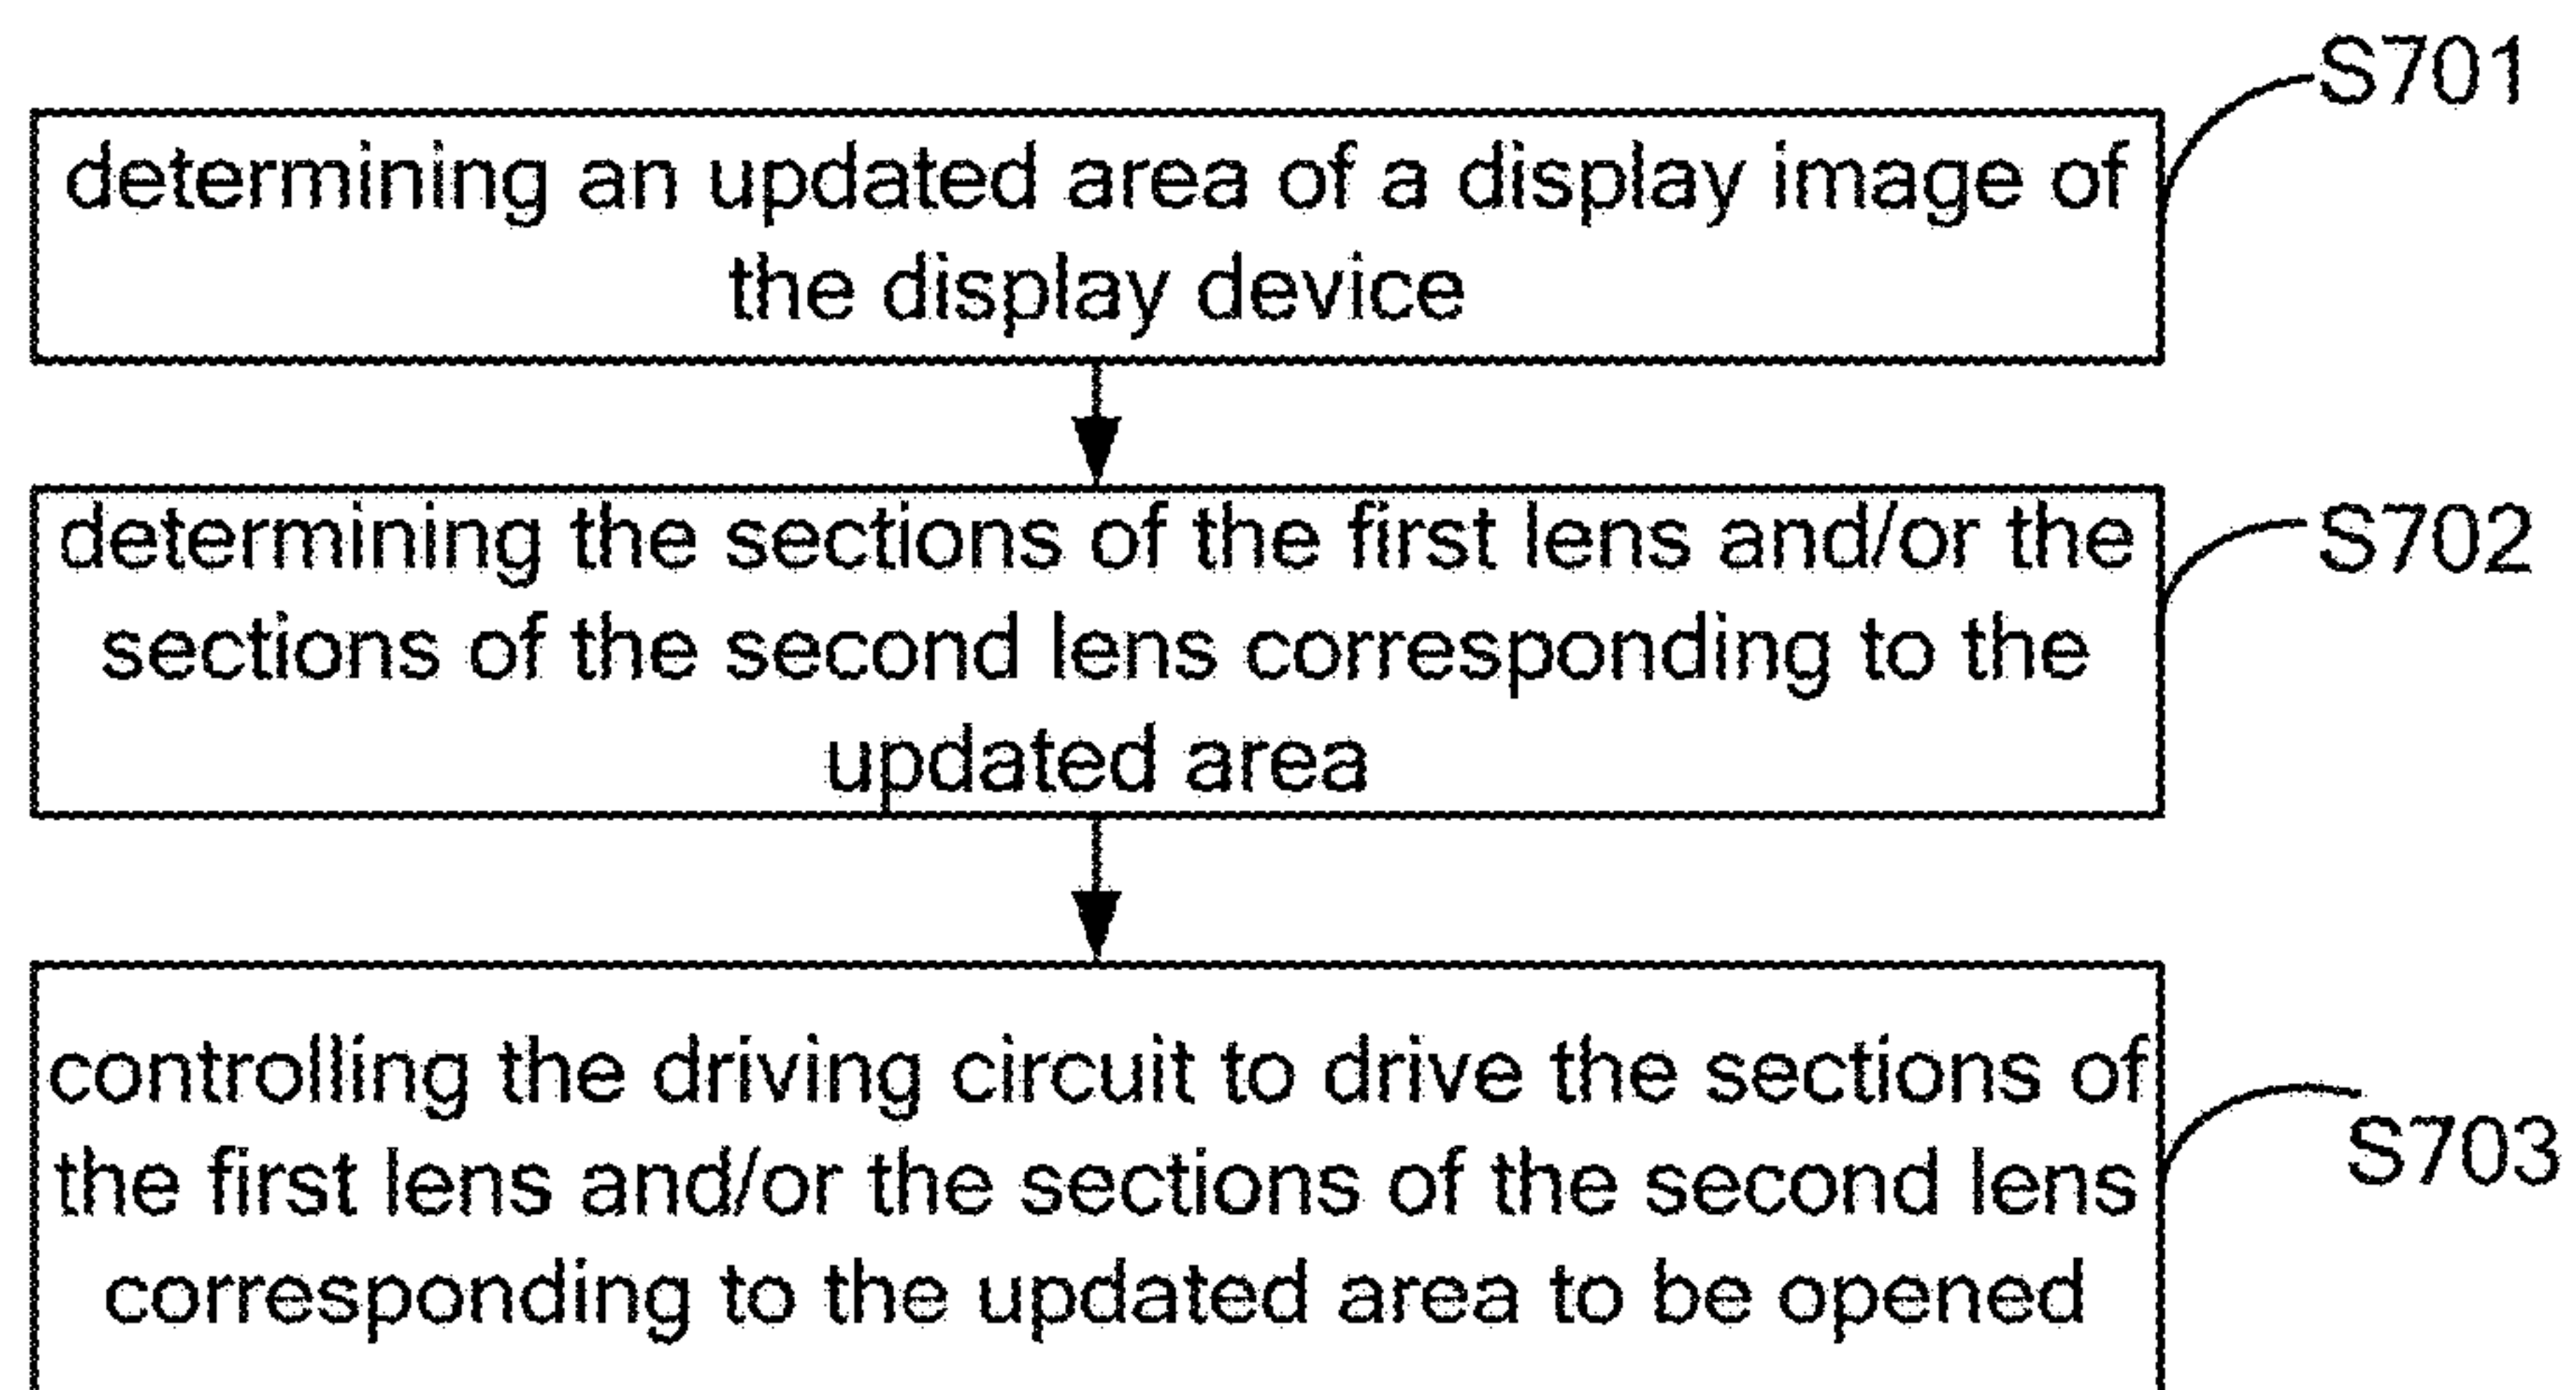 S701
determining an updated area of a display image of
the display device
determining the sections of the first lens and/or the
sections of the second lens corresponding to the
updated area
S702
controlling the driving circuit to drive the sections of
the first lens and/or the sections of the second lens
corresponding to the updated area to be opened
S703